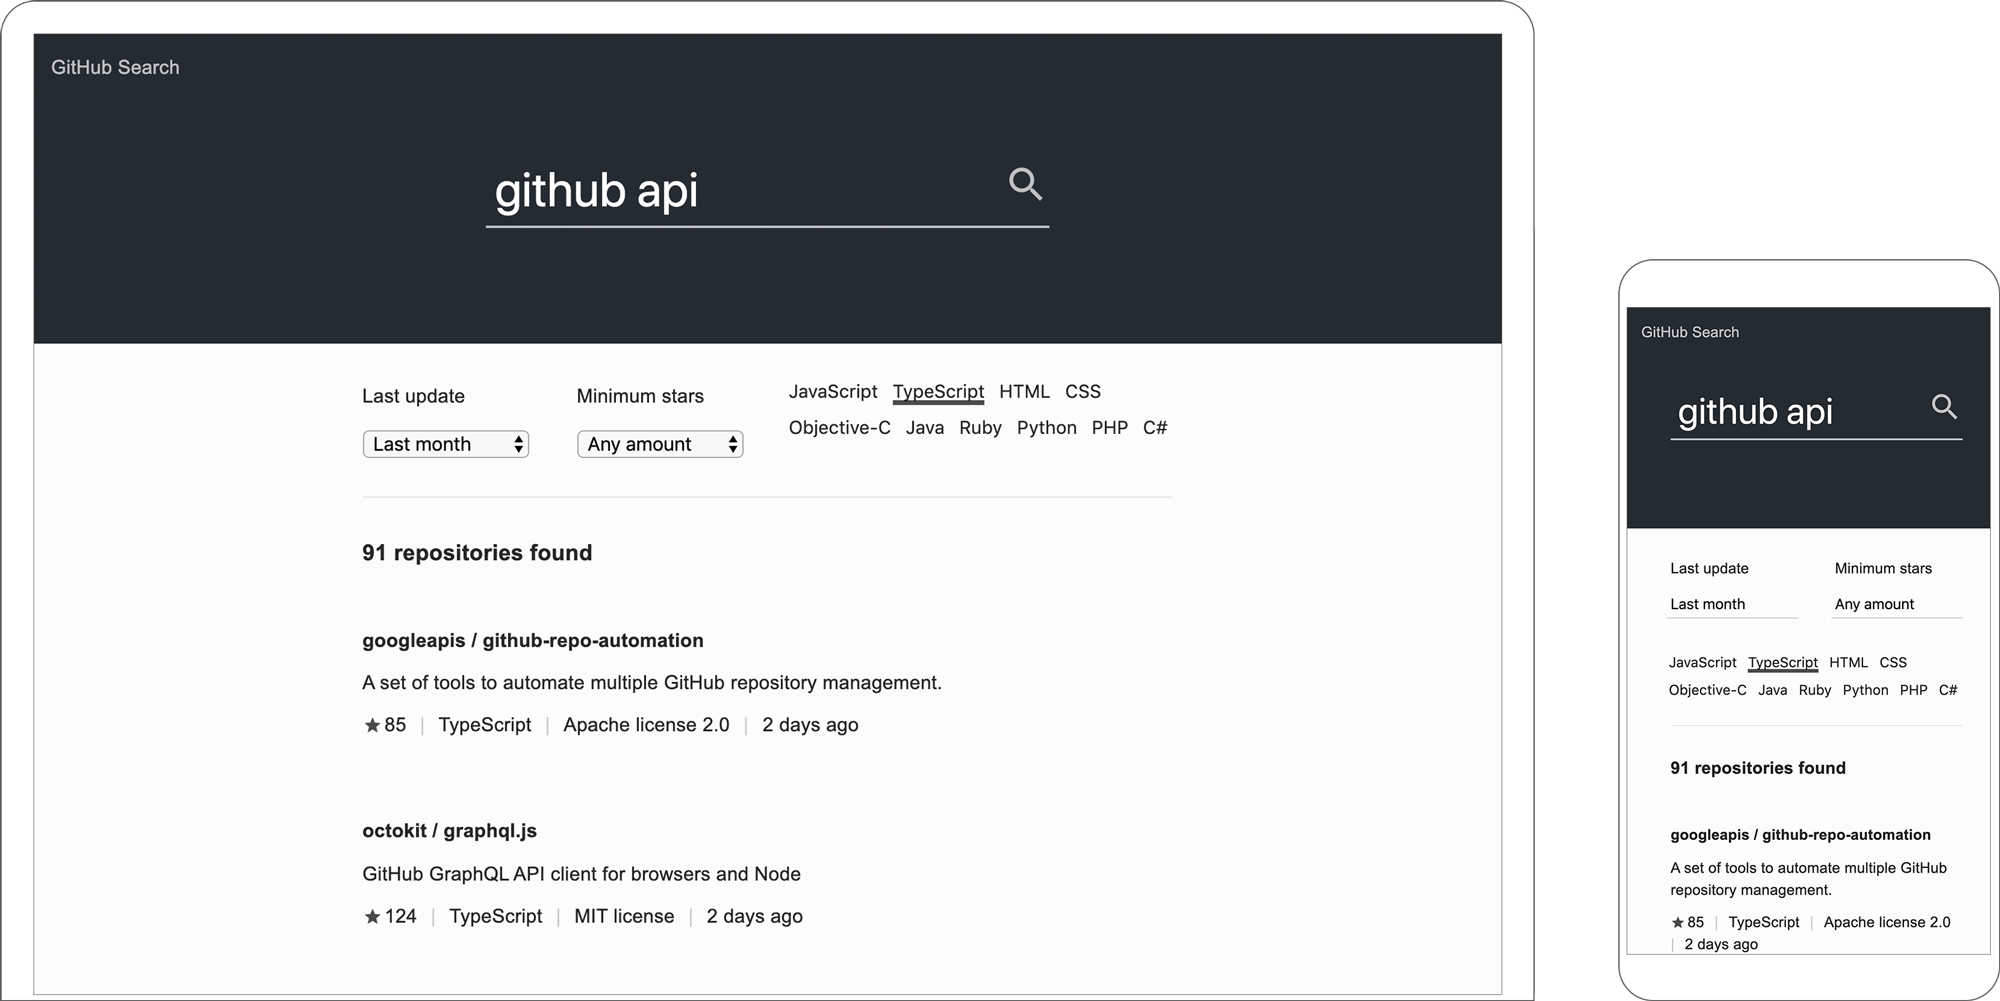 GitHub Search
github api
Last update
Minimum stars
JavaScript TypeScript HTML CSS
Objective-C Java Ruby Python PHP C#
Last month
Any amount
91 repositories found
googleapis / github-repo-automation
A set of tools to automate multiple GitHub repository management.
★ 85 | TypeScript | Apache license 2.0 | 2 days ago
octokit / graphql.js
GitHub GraphQL API client for browsers and Node
★ 124 | TypeScript | MIT license | 2 days ago
GitHub Search
github api
Last update
Minimum stars
Last month
Any amount
JavaScript TypeScript HTML CSS
Objective-C Java Ruby Python PHP C#
91 repositories found
googleapis / github-repo-automation
A set of tools to automate multiple GitHub
repository management.
★ 85 | TypeScript | Apache license 2.0
| 2 days ago